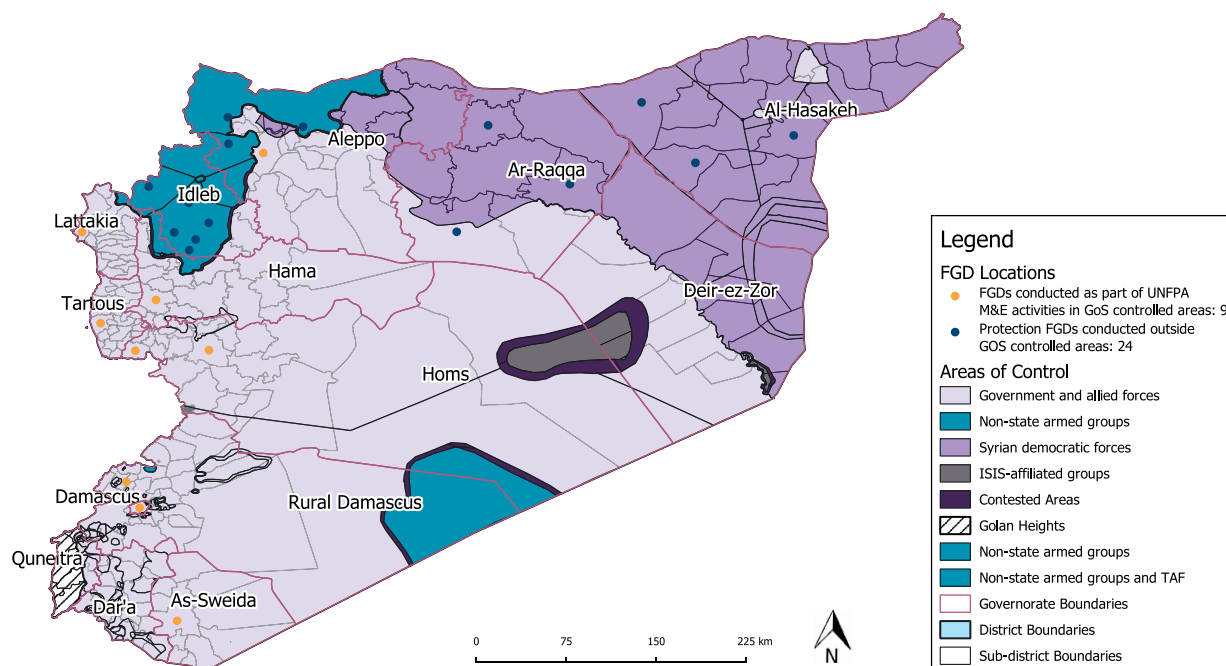 Al-Hasakeh
Aleppo
Ar-Raqqa
Idleb
Lattakia
Hama
Deir-ez-Zor
Tartous
Homs
Rural Damascus
Damascus
Quneitra
Dar'a
As-Sweida
0 75 150 225 km
N
Legend
FGD Locations
FGDs conducted as part of UNFPA
M&E activities in GoS controlled areas: 9
Protection FGDs conducted outside
GOS controlled areas: 24
Areas of Control
Government and allied forces
Non-state armed groups
Syrian democratic forces
ISIS-affiliated groups
Contested Areas
Golan Heights
Non-state armed groups
Non-state armed groups and TAF
Governorate Boundaries
District Boundaries
Sub-district Boundaries